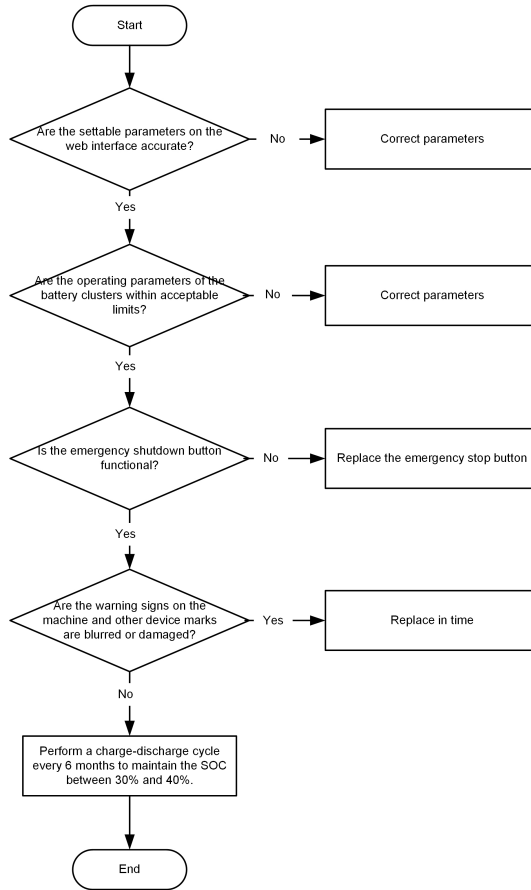 Start
Are the settable parameters on the
web interface accurate?
No
Correct parameters
Yes
Are the operating parameters of the
battery clusters within acceptable
limits?
No
Correct parameters
Yes
Is the emergency shutdown button
functional?
No
Replace the emergency stop button
Yes
Are the warning signs on the
machine and other device marks
are blurred or damaged?
Yes
Replace in time
No
Perform a charge-discharge cycle
every 6 months to maintain the SOC
between 30% and 40%.
End